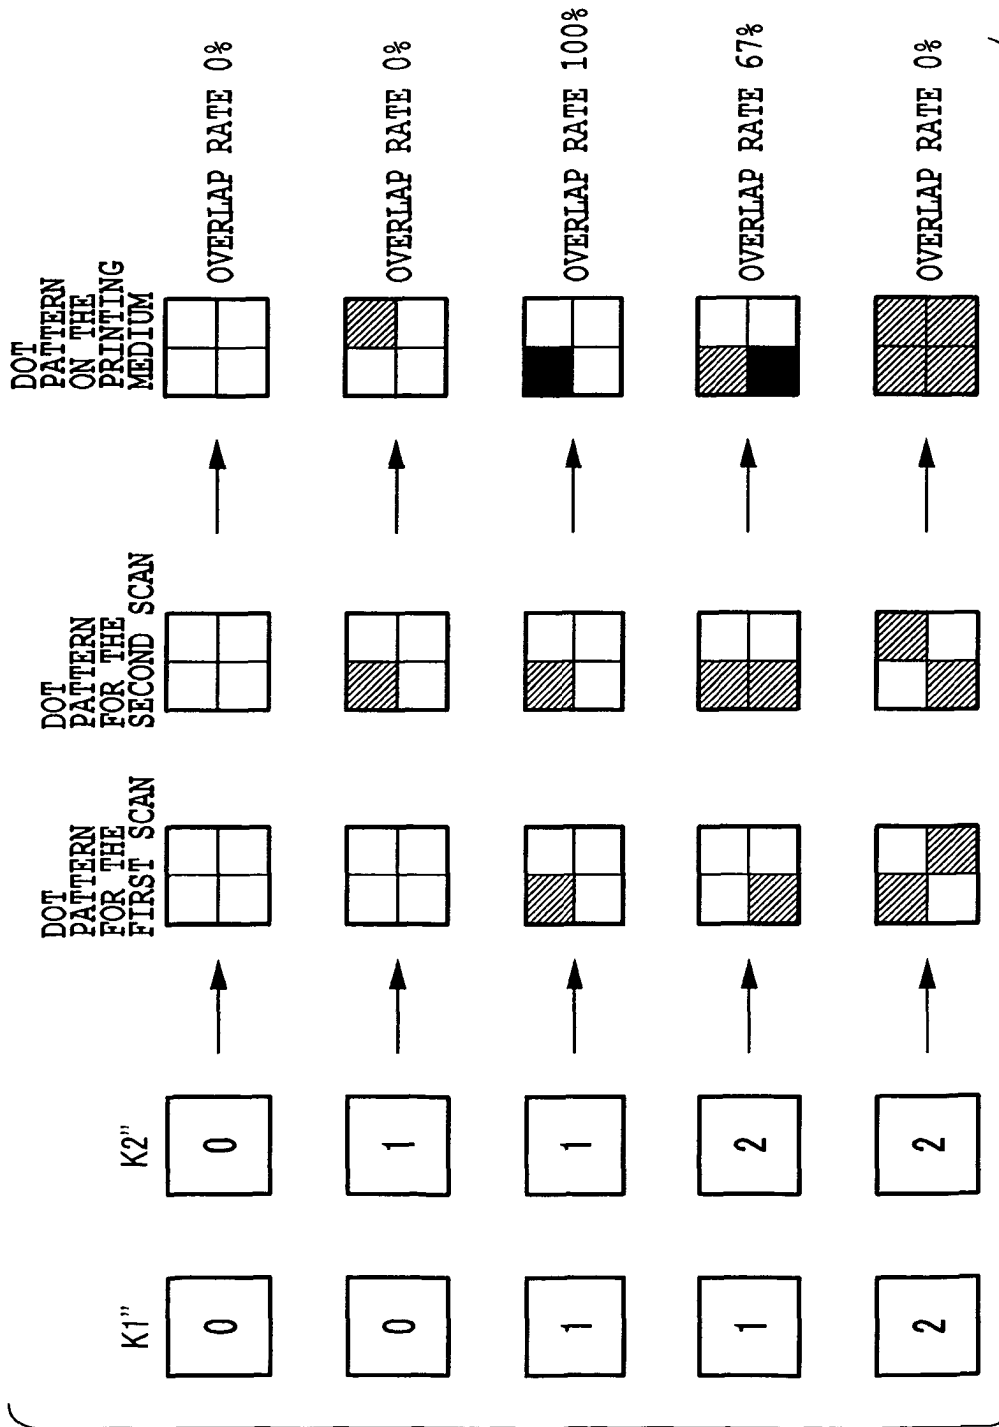 K1"
K2"
DOT
PATTERN
FOR THE
FIRST SCAN
DOT
PATTERN
FOR THE
SECOND SCAN
DOT
PATTERN
ON THE
PRINTING
MEDIUM
0
0
OVERLAP RATE 0%
0
1
OVERLAP RATE 0%
1
1
OVERLAP RATE 100%
1
2
OVERLAP RATE 67%
2
2
OVERLAP RATE 0%